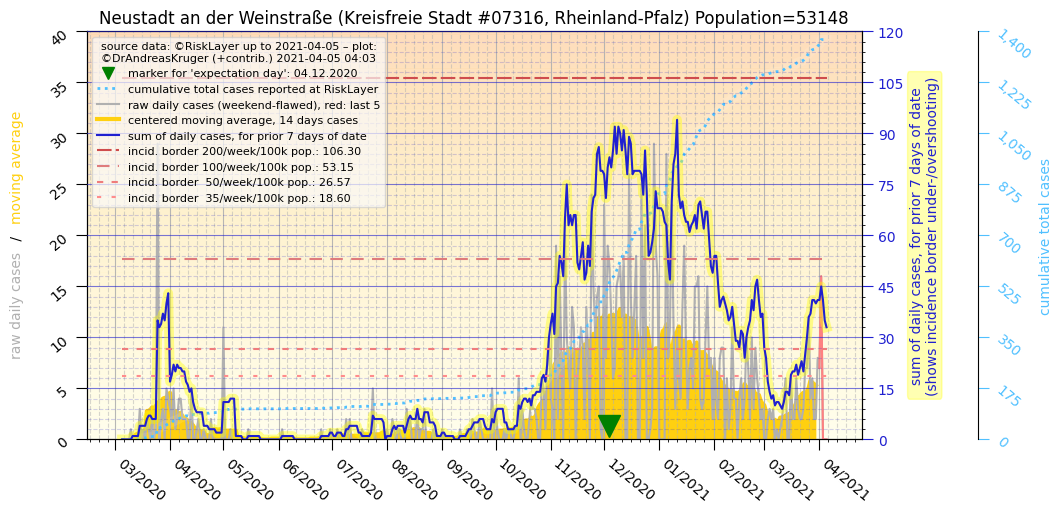 Neustadt an der Weinstraße (Kreisfreie Stadt #07316, Rheinland-Pfalz) Population=53148
source data: ©RiskLayer up to 2021-04-05 – plot:
©DrAndreasKruger (+contrib.) 2021-04-05 04:03
marker for 'expectation day': 04.12.2020
cumulative total cases reported at RiskLayer
raw daily cases (weekend-flawed), red: last 5
centered moving average, 14 days cases
sum of daily cases, for prior 7 days of date
incid. border 200/week/100k pop.: 106.30
incid. border 100/week/100k pop.: 53.15
incid. border  50/week/100k pop.: 26.57
incid. border  35/week/100k pop.: 18.60
raw daily cases  /  moving average
40
35
30
25
20
15
10
5
0
03/2020
04/2020
05/2020
06/2020
07/2020
08/2020
09/2020
10/2020
11/2020
12/2020
01/2021
02/2021
03/2021
04/2021
120
105
90
75
60
45
30
15
0
sum of daily cases, for prior 7 days of date
(shows incidence border under-/overshooting)
1,400
1,225
1,050
875
700
525
350
175
0
cumulative total cases